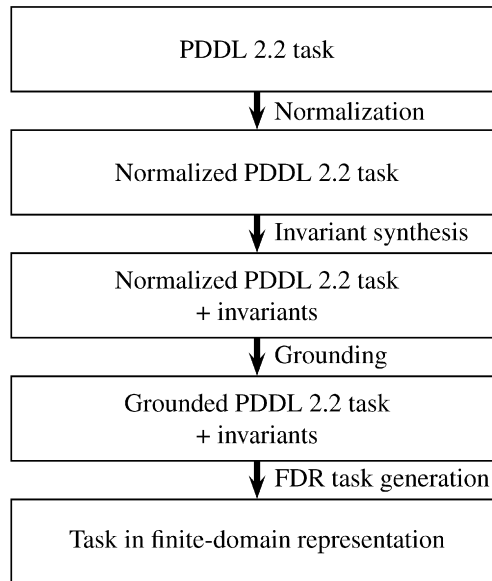 PDDL 2.2 task
Normalization
Normalized PDDL 2.2 task
Invariant synthesis
Normalized PDDL 2.2 task
+ invariants
Grounding
Grounded PDDL 2.2 task
+ invariants
FDR task generation
Task in finite-domain representation